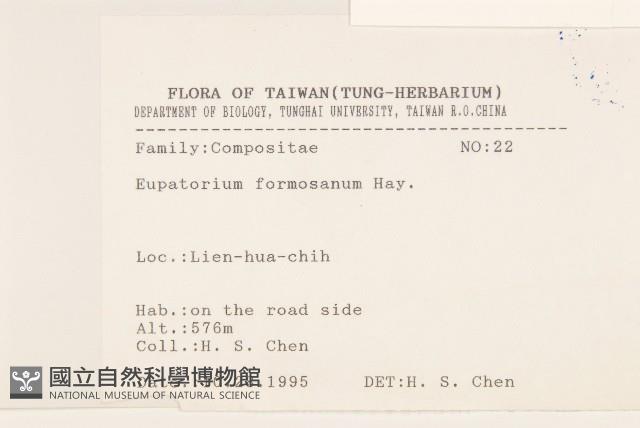 FLORA OF TAIWAN(TUNG-HERBARIUM)
DEPARTMENT OF BIOLOGY, TUNGHAI UNIVERSITY, TAIWAN R.O.CHINA
Family:Compositae NO:22
Eupatorium formosanum Hay.
Loc.:Lien-hua-chih
Hab.:on the road side
Alt.:576m
Coll.:H. S. Chen
1995 DET:H. S. Chen
國立自然科學博物館
NATIONAL MUSEUM OF NATURAL SCIENCE